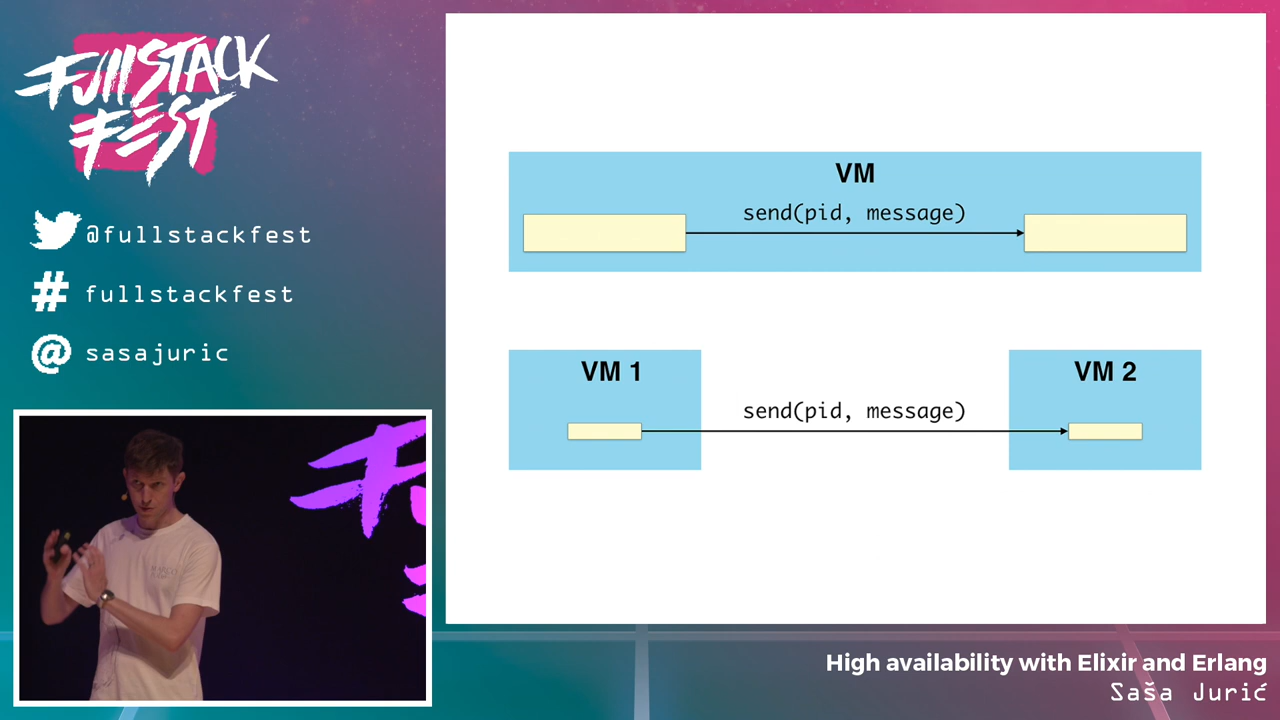 FullSTACK
FEST
@fullstackfest
# fullstackfest
@ sasajuric
VM
send(pid, message)
VM 1
VM 2
send(pid, message)
High availability with Elixir and Erlang
Saša Jurić